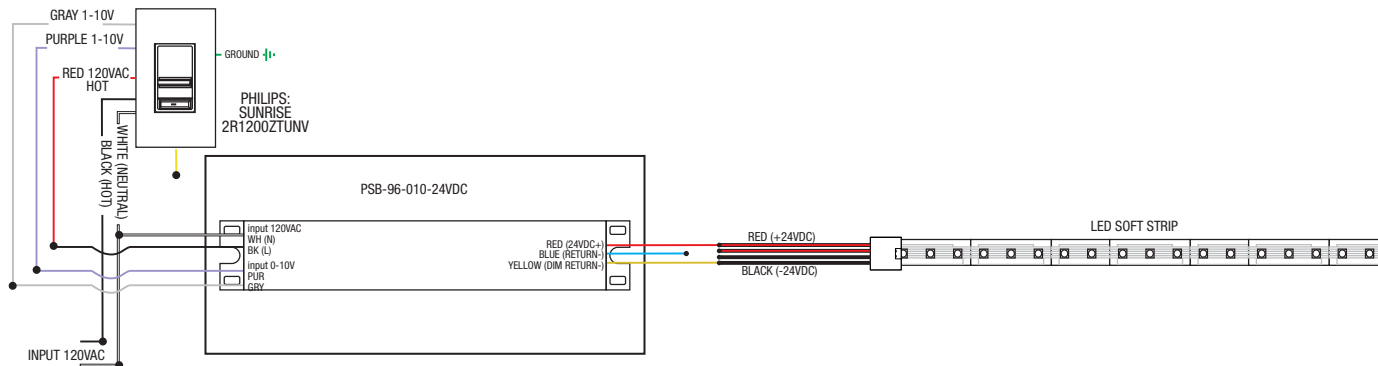 GRAY 1-10V
PURPLE 1-10V
RED 120VAC
HOT
GROUND
PHILIPS:
SUNRISE
2R1200ZTUNV
WHITE (NEUTRAL)
BLACK (HOT)
INPUT 120VAC
PSB-96-010-24VDC
input 120VAC
WH (N)
BK (L)
input 0-10V
PUR
GRY
RED (24VDC+)
BLUE (RETURN-)
YELLOW (DIM RETURN-)
RED (+24VDC)
BLACK (-24VDC)
LED SOFT STRIP